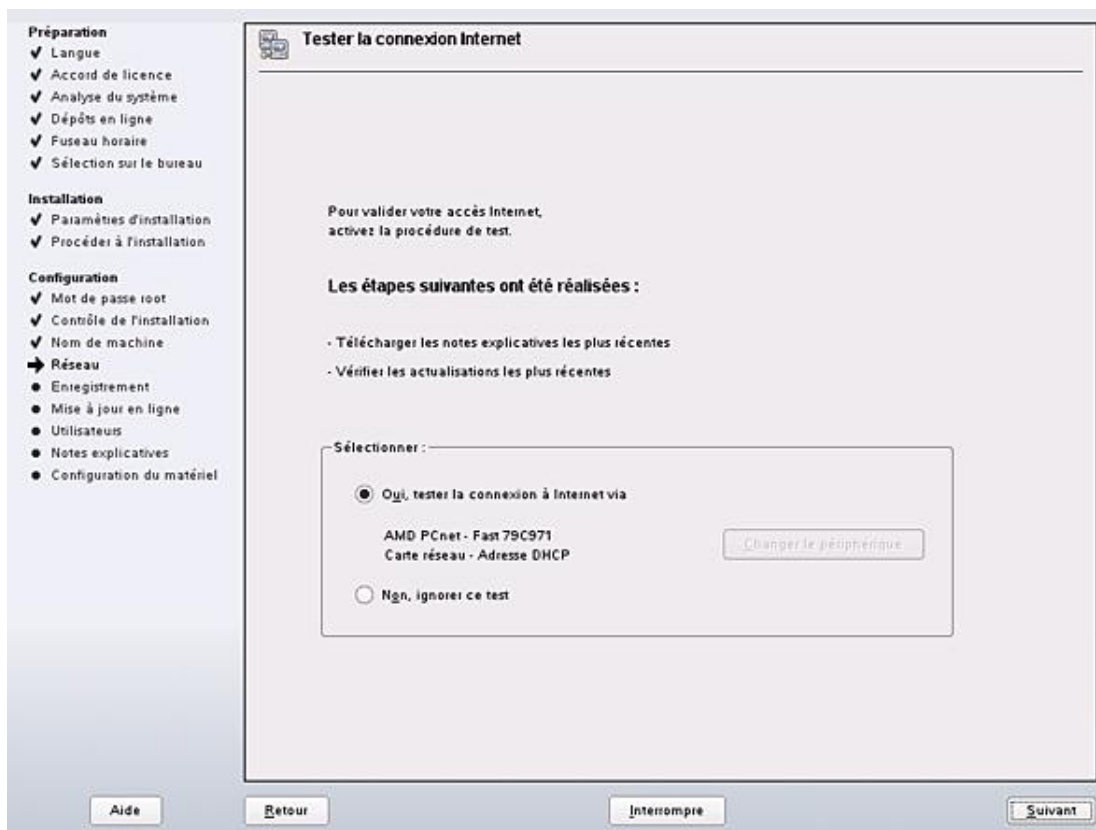 Préparation
Langue
Accord de licence
Analyse du système
Dépôts en ligne
Fuseau horaire
Sélection sur le bureau
Installation
Paramètres d'installation
Procéder à l'installation
Configuration
Mot de passe root
Contrôle de l'installation
Nom de machine
Réseau
Enregistrement
Mise à jour en ligne
Utilisateurs
Notes explicatives
Configuration du matériel
Tester la connexion Internet
Pour valider votre accès Internet,
activez la procédure de test.
Les étapes suivantes ont été réalisées :
- Télécharger les notes explicatives les plus récentes
- Vérifier les actualisations les plus récentes
Sélectionner :
Oui, tester la connexion à Internet via
AMD PCnet - Fast 79C971
Carte réseau - Adresse DHCP
Changer le périphérique
Non, ignorer ce test
Aide
Retour
Interrompre
Suivant